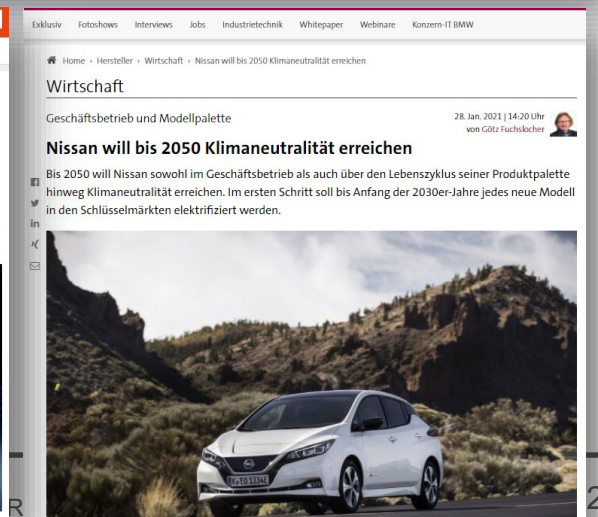 Exklusiv Fotoshows Interviews Jobs Industrietechnik Whitepaper Webinare Konzern-IT BMW
Home › Hersteller › Wirtschaft › Nissan will bis 2050 Klimaneutralität erreichen
Wirtschaft
Geschäftsbetrieb und Modellpalette
28. Jan. 2021 | 14:20 Uhr
von Götz Fuchslocher
Nissan will bis 2050 Klimaneutralität erreichen
Bis 2050 will Nissan sowohl im Geschäftsbetrieb als auch über den Lebenszyklus seiner Produktpalette
hinweg Klimaneutralität erreichen. Im ersten Schritt soll bis Anfang der 2030er-Jahre jedes neue Modell
in den Schlüsselmärkten elektrifiziert werden.
R
2